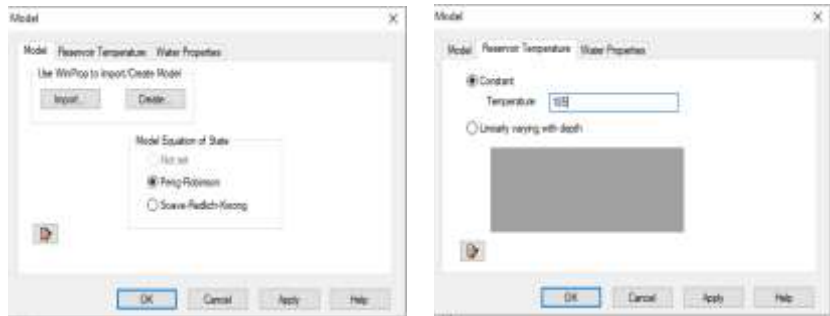 Model
Model Reservoir Temperature Water Properties
Use WinProp to Import/Create Model
Import... Create...
Model Equation of State
Not set
Peng-Robinson
Soave-Redlich-Kwong
OK Cancel Apply Help
Model
Model Reservoir Temperature Water Properties
Constant
Temperature
Linearly varying with depth
OK Cancel Apply Help